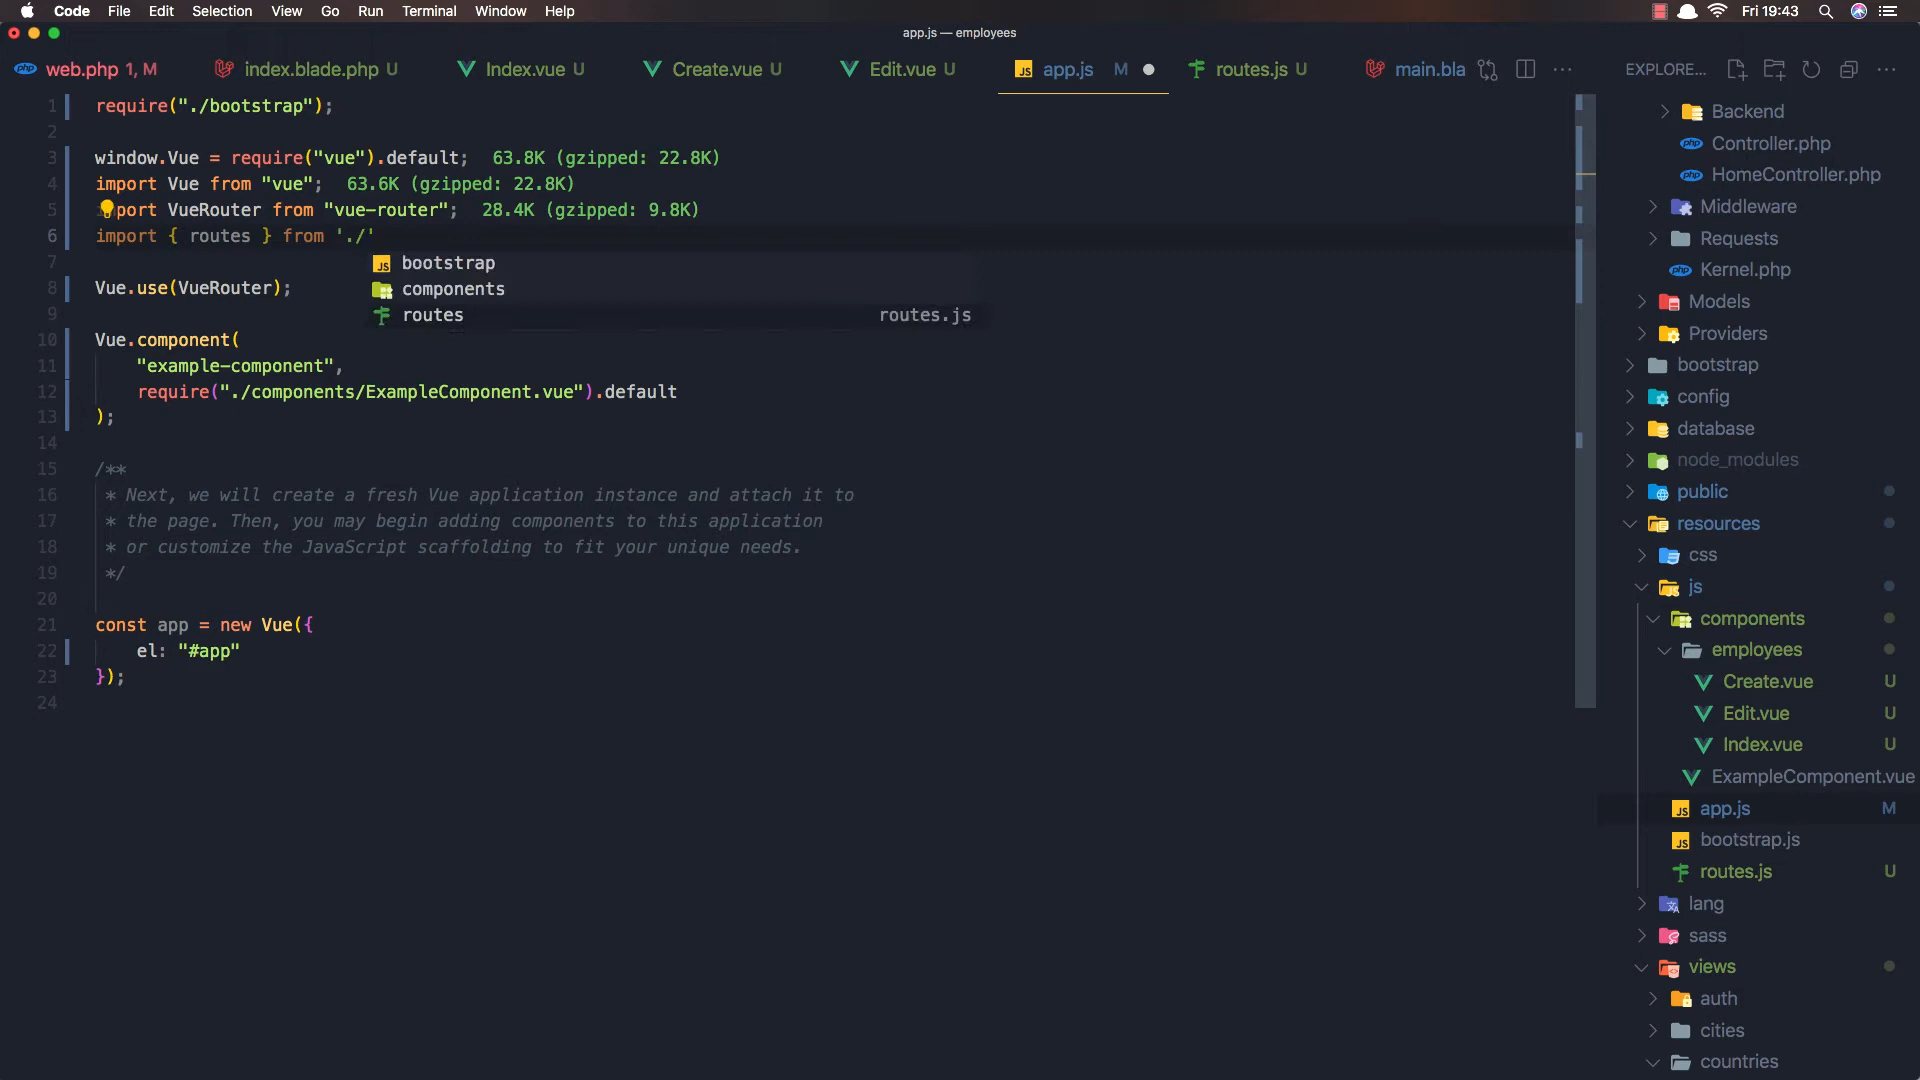 Code File Edit Selection View Go Run Terminal Window Help Fri 19:43
app.js — employees
php web.php 1, M index.blade.php U Index.vue U Create.vue U Edit.vue U JS app.js M routes.js U main.bla EXPLORE...
1 require("./bootstrap");
2
3 window.Vue = require("vue").default; 63.8K (gzipped: 22.8K)
4 import Vue from "vue"; 63.6K (gzipped: 22.8K)
5 port VueRouter from "vue-router"; 28.4K (gzipped: 9.8K)
6 import { routes } from './'
7 JS bootstrap
8 Vue.use(VueRouter); components
9 routes routes.js
10 Vue.component(
11 "example-component",
12 require("./components/ExampleComponent.vue").default
13 );
14
15 /**
16 * Next, we will create a fresh Vue application instance and attach it to
17 * the page. Then, you may begin adding components to this application
18 * or customize the JavaScript scaffolding to fit your unique needs.
19 */
20
21 const app = new Vue({
22 el: "#app"
23 });
24
Backend
php Controller.php
php HomeController.php
Middleware
Requests
php Kernel.php
Models
Providers
bootstrap
config
database
node_modules
public
resources
css
js
components
employees
Create.vue U
Edit.vue U
Index.vue U
ExampleComponent.vue
JS app.js M
JS bootstrap.js
routes.js U
lang
sass
views
auth
cities
countries